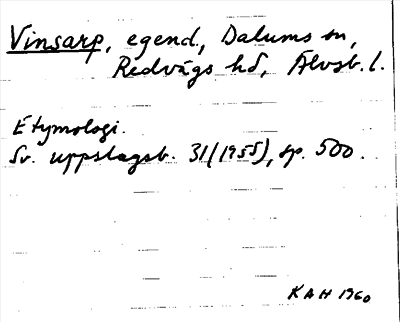 Vinsarp, egend., Dalums sn,
Redvägs hd, Älvsb. l.
Etymologi.
Sv. uppslagsb. 31 (1955), sp. 500.
KAH 1960